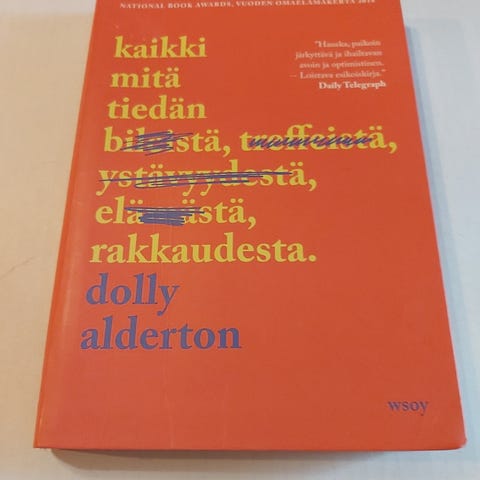 NATIONAL BOOK AWARDS, VUODEN OMAELÄMÄKERTA 2018
kaikki
mitä
tiedän
bileistä, treffeistä,
ystävyydestä,
elämästä,
rakkaudesta.
dolly
alderton
"Hauska, paikoin
järkyttävä ja ihailtavan
avoin ja optimistinen.
– Loistava esikoiskirja."
Daily Telegraph
wsoy